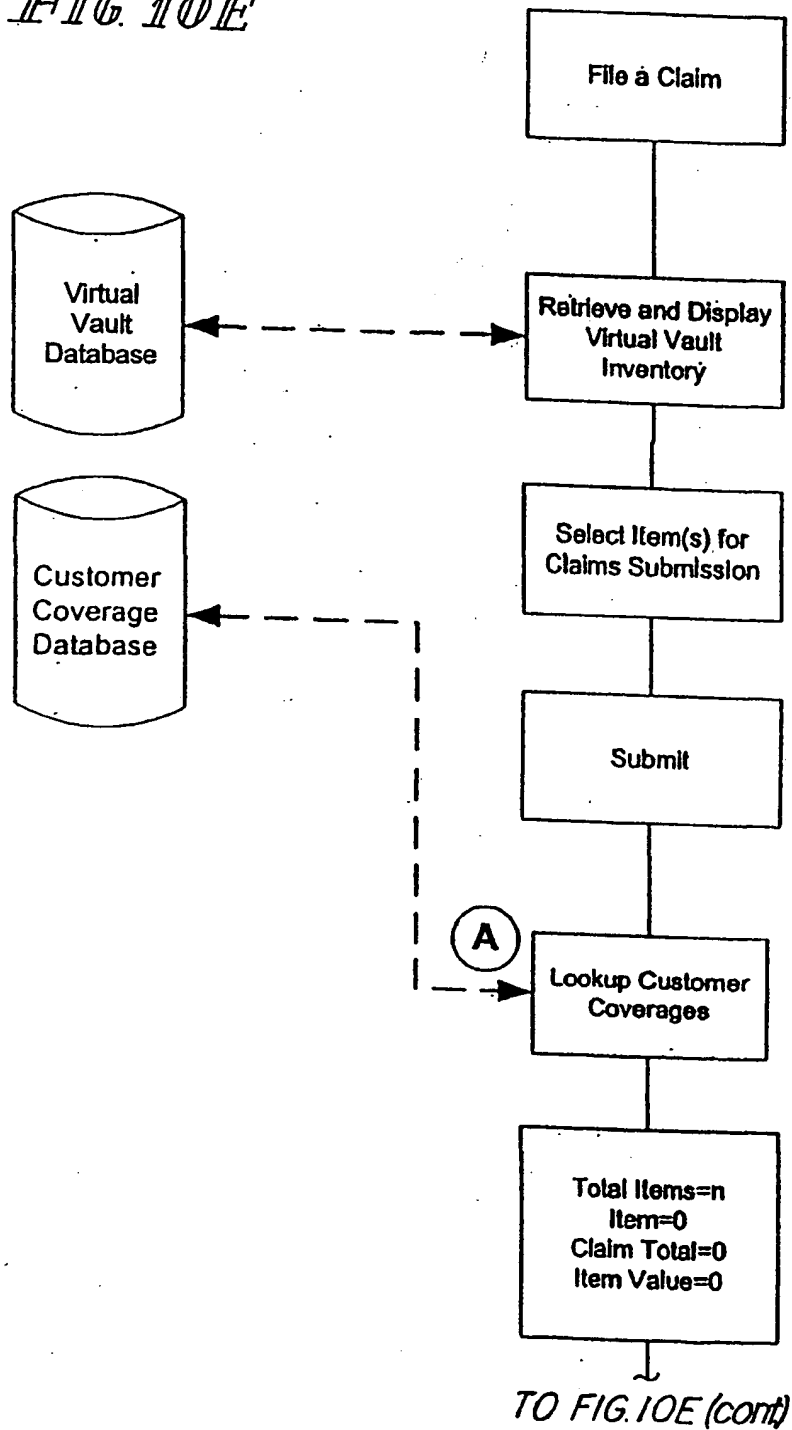 FIG. 10E
File a Claim
Virtual
Vault
Database
Retrieve and Display
Virtual Vault
Inventory
Select Item(s) for
Claims Submission
Customer
Coverage
Database
Submit
A
Lookup Customer
Coverages
Total Items=n
Item=0
Claim Total=0
Item Value=0
TO FIG. 10E (cont)